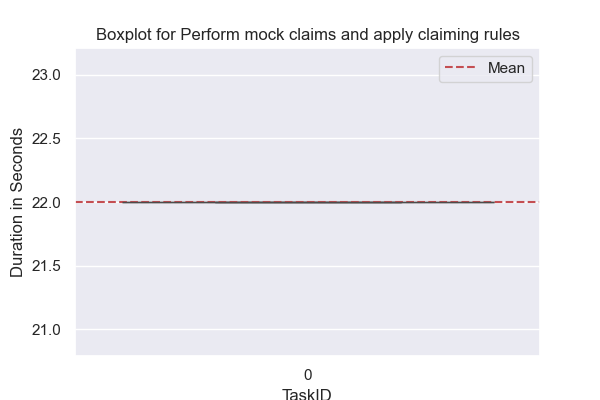 Boxplot for Perform mock claims and apply claiming rules
Mean
23.0
22.5
22.0
21.5
21.0
Duration in Seconds
0
TaskID